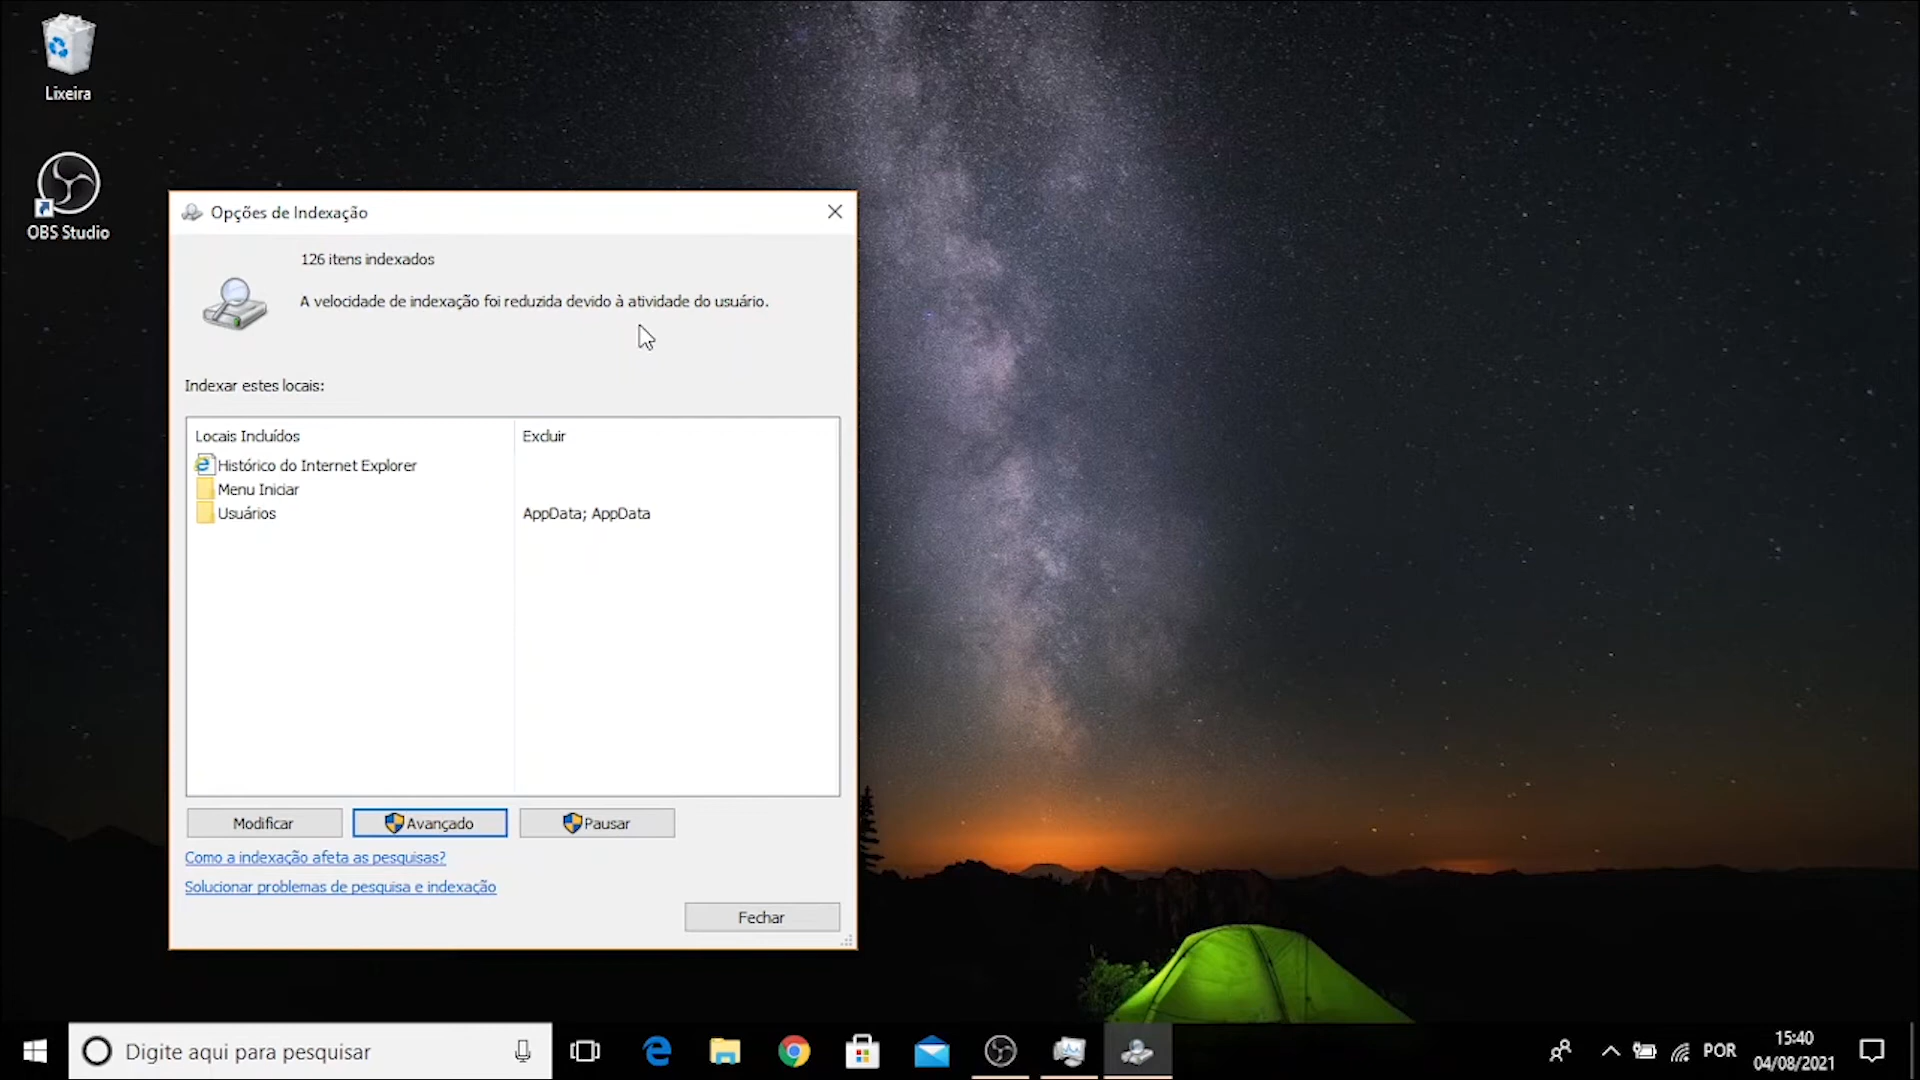 Lixeira
OBS Studio
Opções de Indexação
126 itens indexados
A velocidade de indexação foi reduzida devido à atividade do usuário.
Indexar estes locais:
Locais Incluídos
Excluir
Histórico do Internet Explorer
Menu Iniciar
Usuários
AppData; AppData
Modificar
Avançado
Pausar
Como a indexação afeta as pesquisas?
Solucionar problemas de pesquisa e indexação
Fechar
Digite aqui para pesquisar
POR
15:40
04/08/2021